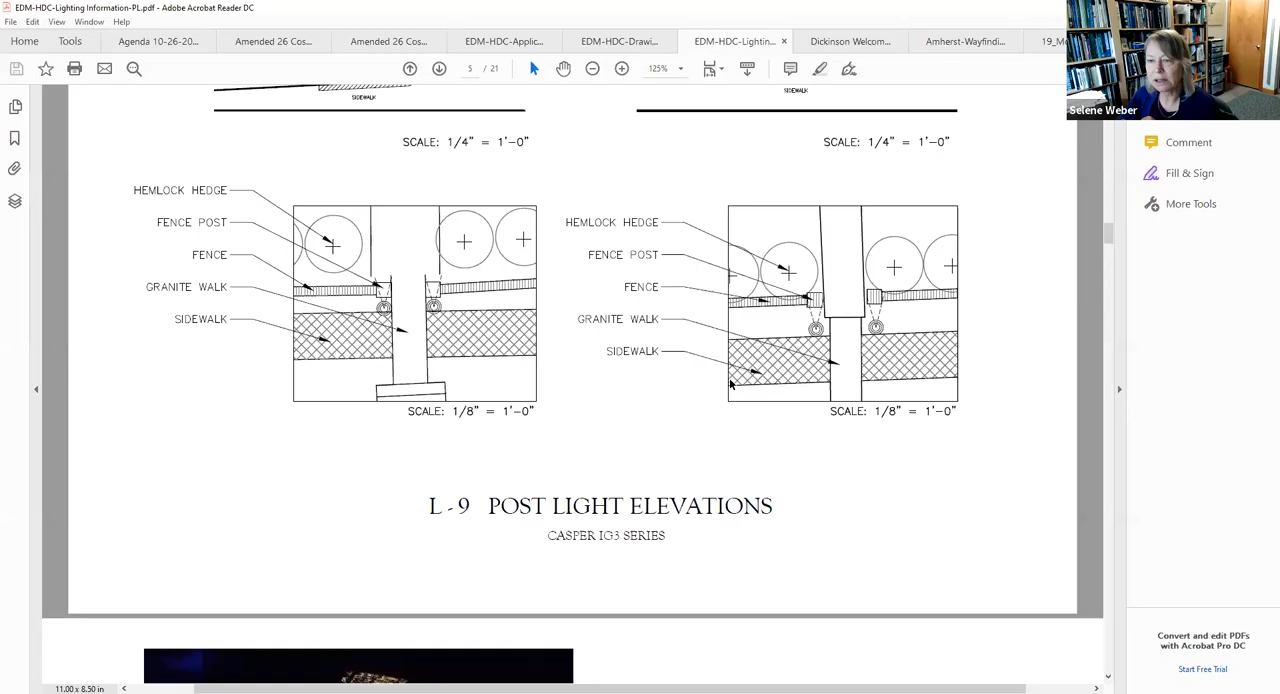 EDM-HDC-Lighting Information-PL.pdf - Adobe Acrobat Reader DC
File Edit View Window Help
Home Tools Agenda 10-26-20... Amended 26 Cos... Amended 26 Cos... EDM-HDC-Applic... EDM-HDC-Drawi... EDM-HDC-Lightin... × Dickinson Welcom... Amherst-Wayfindi...
5 / 21 125%
Selene Weber
SIDEWALK
SIDEWALK
SCALE: 1/4" = 1'-0"
SCALE: 1/4" = 1'-0"
HEMLOCK HEDGE
FENCE POST
FENCE
GRANITE WALK
SIDEWALK
SCALE: 1/8" = 1'-0"
HEMLOCK HEDGE
FENCE POST
FENCE
GRANITE WALK
SIDEWALK
SCALE: 1/8" = 1'-0"
L - 9 POST LIGHT ELEVATIONS
CASPER IG3 SERIES
Comment
Fill & Sign
More Tools
Convert and edit PDFs
with Acrobat Pro DC
Start Free Trial
11.00 x 8.50 in